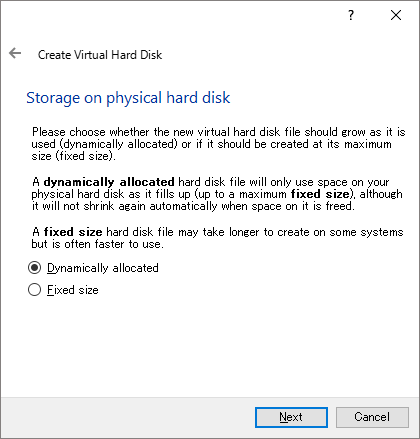 ?
Create Virtual Hard Disk
Storage on physical hard disk
Please choose whether the new virtual hard disk file should grow as it is
used (dynamically allocated) or if it should be created at its maximum
size (fixed size).
A dynamically allocated hard disk file will only use space on your
physical hard disk as it fills up (up to a maximum fixed size), although
it will not shrink again automatically when space on it is freed.
A fixed size hard disk file may take longer to create on some systems
but is often faster to use.
Dynamically allocated
Fixed size
Next
Cancel